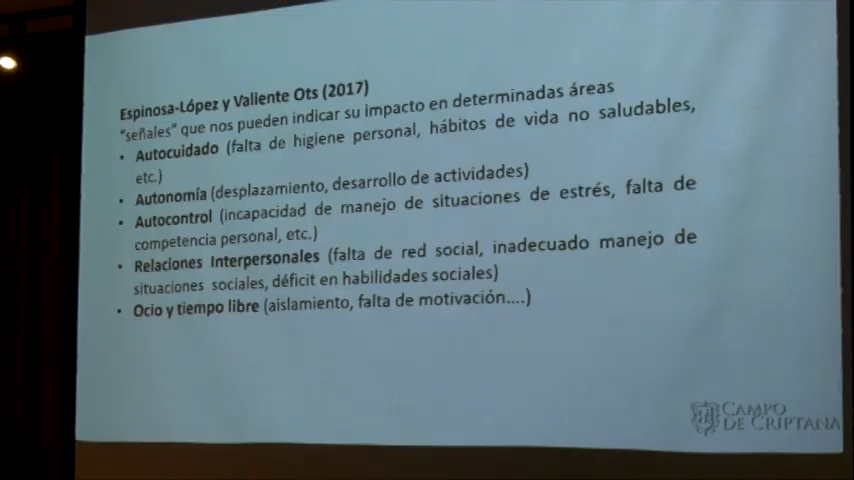 Espinosa-López y Valiente Ots (2017)
"señales" que nos pueden indicar su impacto en determinadas áreas
• Autocuidado (falta de higiene personal, hábitos de vida no saludables,
etc.)
• Autonomía (desplazamiento, desarrollo de actividades)
• Autocontrol (incapacidad de manejo de situaciones de estrés, falta de
competencia personal, etc.)
• Relaciones Interpersonales (falta de red social, inadecuado manejo de
situaciones sociales, déficit en habilidades sociales)
• Ocio y tiempo libre (aislamiento, falta de motivación....)
CAMPO
DE CRIPTANA